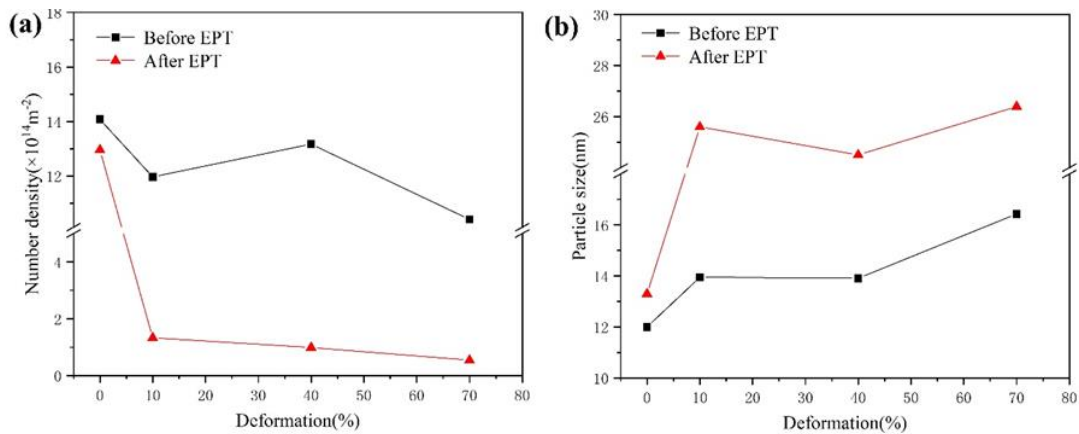 (a)
Before EPT
After EPT
Number density(×10¹⁴m⁻²)
18
16
14
12
4
2
0
0 10 20 30 40 50 60 70 80
Deformation(%)
(b)
Before EPT
After EPT
Particle size(nm)
30
28
26
16
14
12
10
0 10 20 30 40 50 60 70 80
Deformation(%)